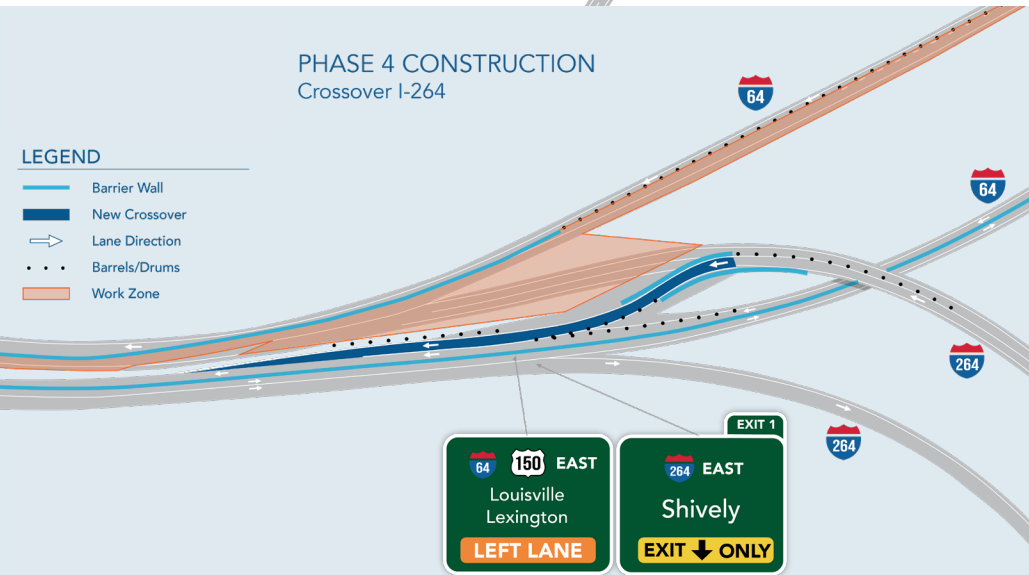 PHASE 4 CONSTRUCTION
Crossover I-264
64
LEGEND
Barrier Wall
New Crossover
Lane Direction
Barrels/Drums
Work Zone
64
264
264
EXIT 1
64 150 EAST
Louisville
Lexington
LEFT LANE
264 EAST
Shively
EXIT ONLY